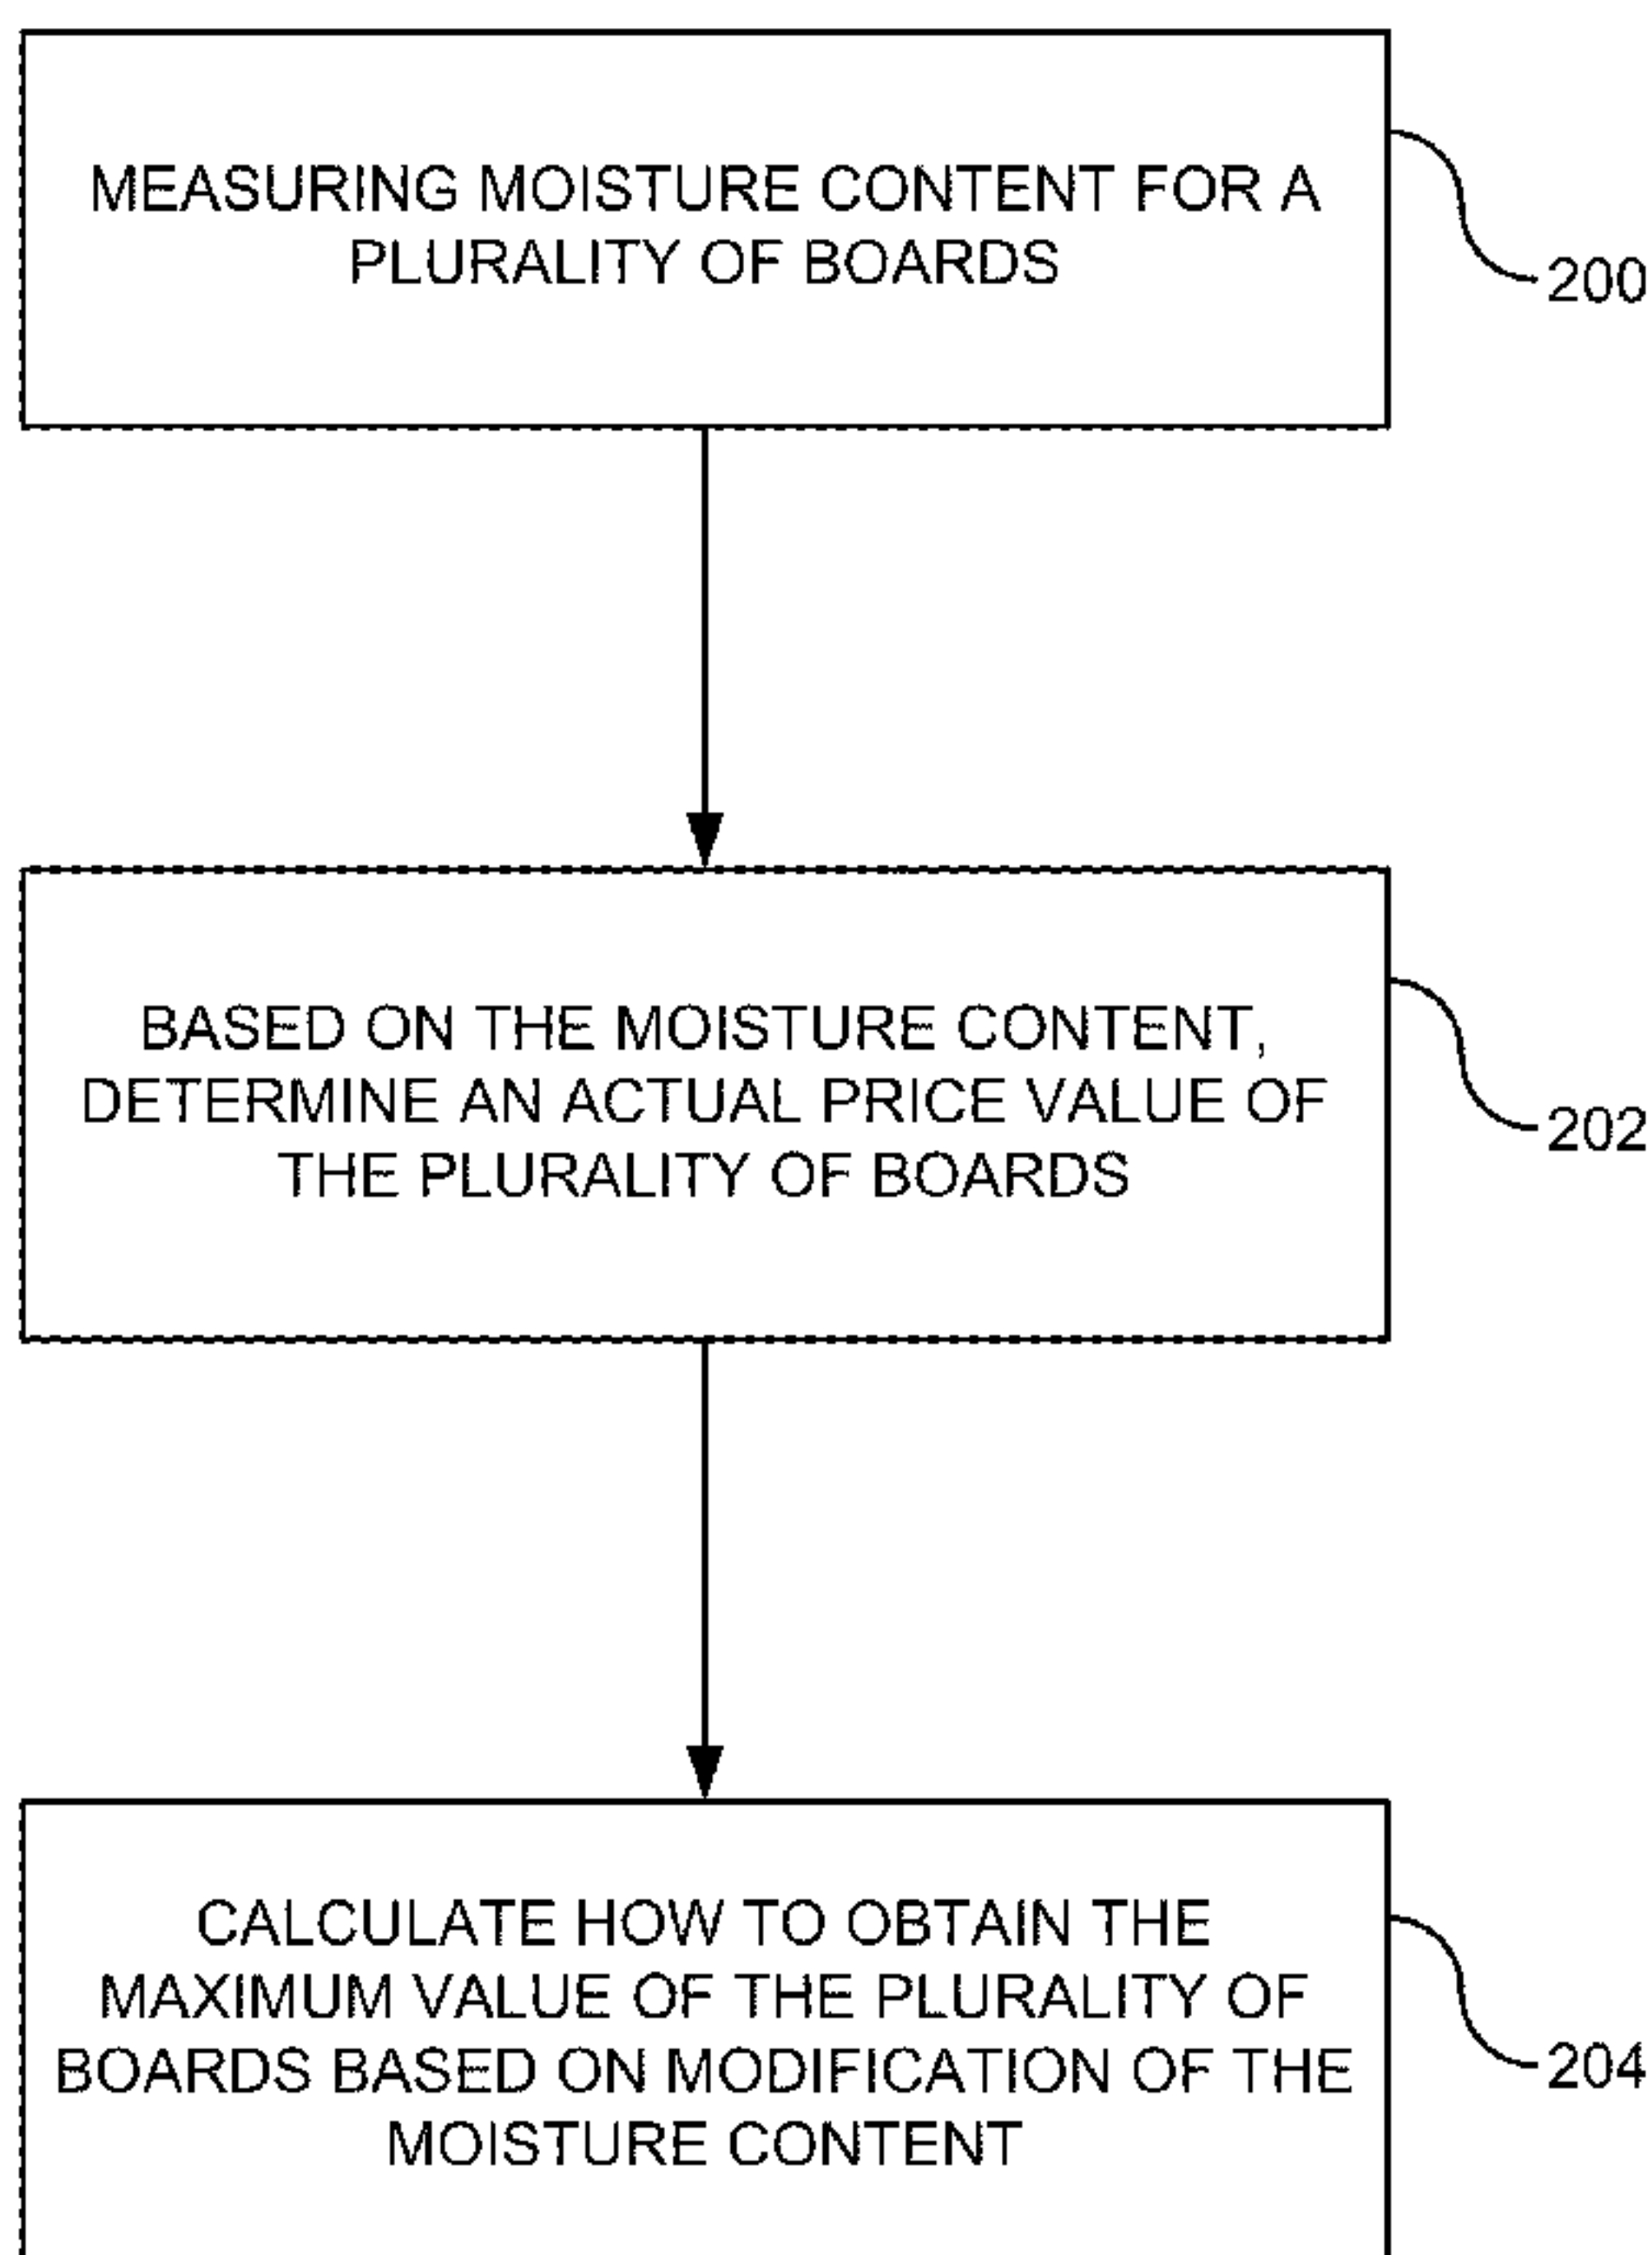 MEASURING MOISTURE CONTENT FOR A
PLURALITY OF BOARDS
200
BASED ON THE MOISTURE CONTENT,
DETERMINE AN ACTUAL PRICE VALUE OF
THE PLURALITY OF BOARDS
202
CALCULATE HOW TO OBTAIN THE
MAXIMUM VALUE OF THE PLURALITY OF
BOARDS BASED ON MODIFICATION OF THE
MOISTURE CONTENT
204